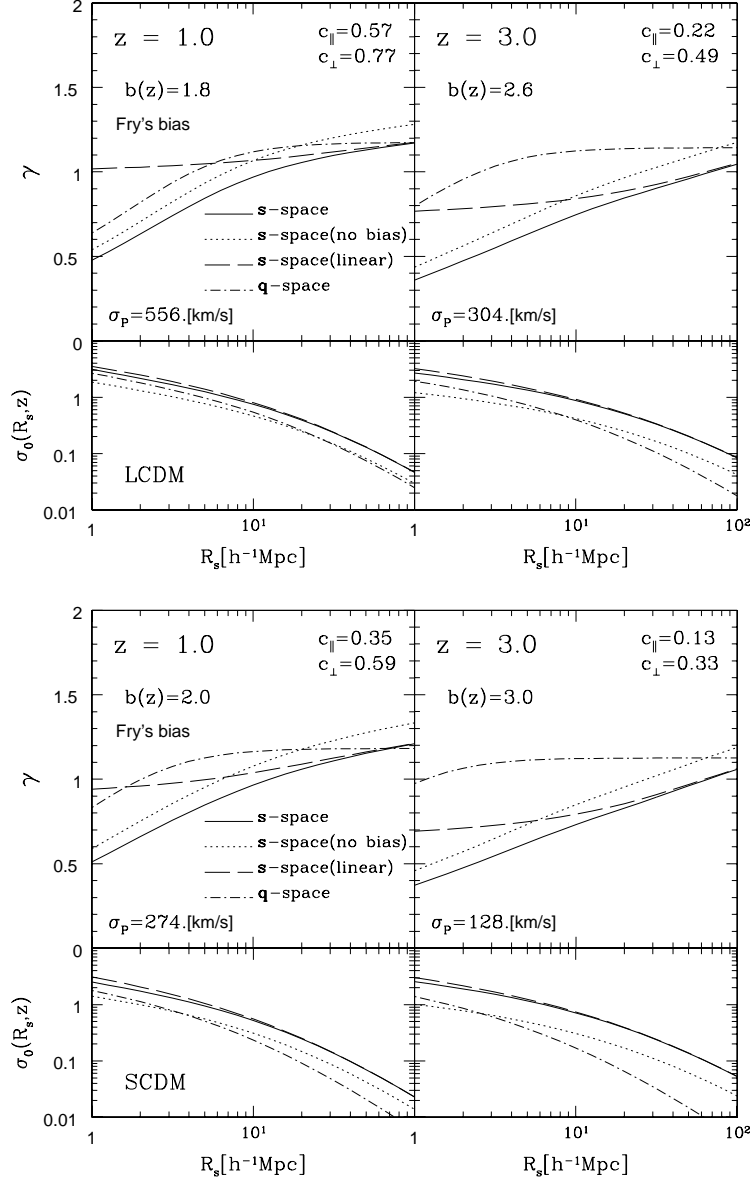 2
z = 1.0
c∥=0.57
c⊥=0.77
z = 3.0
c∥=0.22
c⊥=0.49
1.5
b(z)=1.8
b(z)=2.6
Fry's bias
γ
1
s-space
s-space(no bias)
0.5
s-space(linear)
q-space
σP=556.[km/s]
σP=304.[km/s]
0
σ0(Rs,z)
1
0.1
LCDM
0.01
1
10¹
1
10¹
10²
Rs[h⁻¹Mpc]
Rs[h⁻¹Mpc]
2
z = 1.0
c∥=0.35
c⊥=0.59
z = 3.0
c∥=0.13
c⊥=0.33
1.5
b(z)=2.0
b(z)=3.0
Fry's bias
γ
1
s-space
s-space(no bias)
0.5
s-space(linear)
q-space
σP=274.[km/s]
σP=128.[km/s]
0
σ0(Rs,z)
1
0.1
SCDM
0.01
1
10¹
1
10¹
10²
Rs[h⁻¹Mpc]
Rs[h⁻¹Mpc]